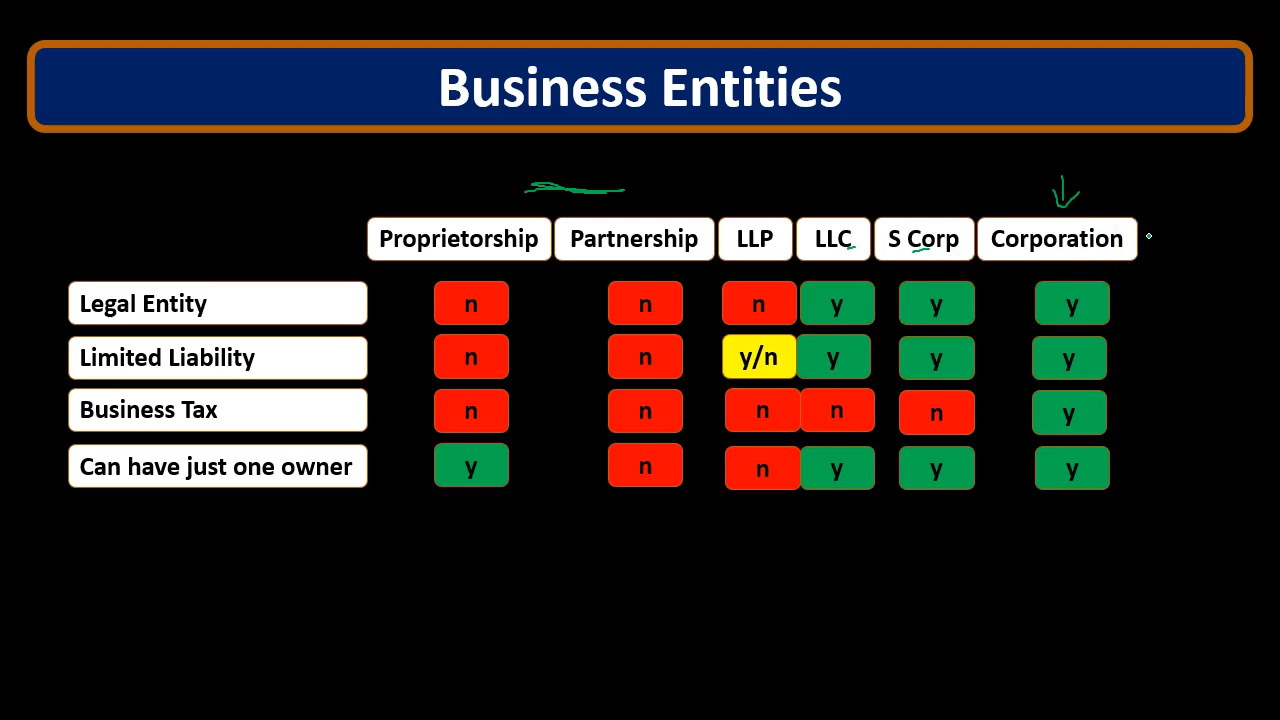 Business Entities
Proprietorship Partnership LLP LLC S Corp Corporation
Legal Entity n n n y y y
Limited Liability n n y/n y y y
Business Tax n n n n n y
Can have just one owner y n n y y y